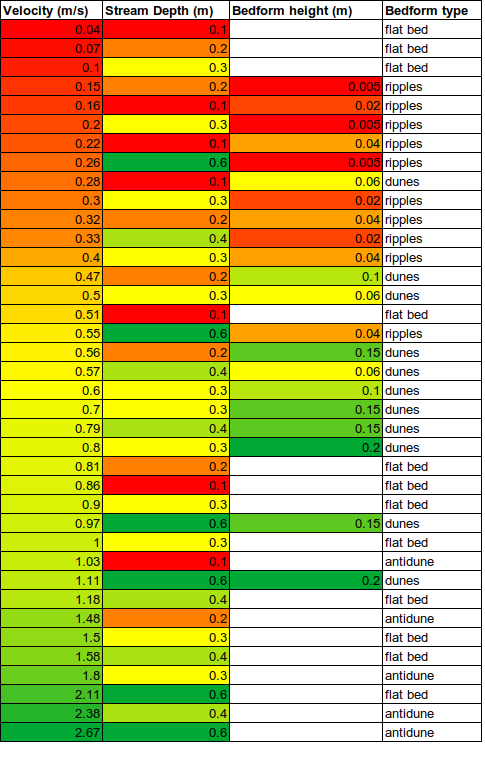 Velocity (m/s) Stream Depth (m) Bedform height (m) Bedform type
0.04 0.1 flat bed
0.07 0.2 flat bed
0.1 0.3 flat bed
0.15 0.2 0.005 ripples
0.16 0.1 0.02 ripples
0.2 0.3 0.005 ripples
0.22 0.1 0.04 ripples
0.26 0.6 0.005 ripples
0.28 0.1 0.06 dunes
0.3 0.3 0.02 ripples
0.32 0.2 0.04 ripples
0.33 0.4 0.02 ripples
0.4 0.3 0.04 ripples
0.47 0.2 0.1 dunes
0.5 0.3 0.06 dunes
0.51 0.1 flat bed
0.55 0.6 0.04 ripples
0.56 0.2 0.15 dunes
0.57 0.4 0.06 dunes
0.6 0.3 0.1 dunes
0.7 0.3 0.15 dunes
0.79 0.4 0.15 dunes
0.8 0.3 0.2 dunes
0.81 0.2 flat bed
0.86 0.1 flat bed
0.9 0.3 flat bed
0.97 0.6 0.15 dunes
1 0.3 flat bed
1.03 0.1 antidune
1.11 0.6 0.2 dunes
1.18 0.4 flat bed
1.48 0.2 antidune
1.5 0.3 flat bed
1.58 0.4 flat bed
1.8 0.3 antidune
2.11 0.6 flat bed
2.38 0.4 antidune
2.67 0.6 antidune